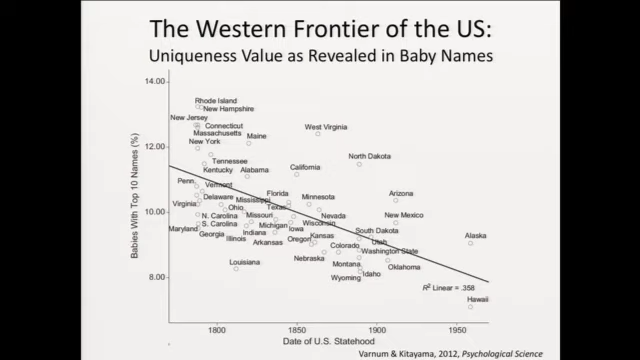 The Western Frontier of the US:
Uniqueness Value as Revealed in Baby Names
14.00
Rhode Island
New Hampshire
New Jersey
Connecticut
Massachusetts
West Virginia
New York
Maine
12.00
Tennessee
North Dakota
Kentucky
Alabama
California
Penn.
Vermont
Florida
Arizona
Delaware
Mississippi
Minnesota
Virginia
Ohio
Texas
10.00
N. Carolina
Missouri
Nevada
New Mexico
S. Carolina
Michigan
Wisconsin
Maryland
Georgia
Indiana
Iowa
Kansas
South Dakota
Alaska
Illinois
Arkansas
Oregon
Colorado
Utah
Washington State
Louisiana
Nebraska
Montana
Oklahoma
Wyoming
Idaho
8.00
R² Linear = .358
Hawaii
Babies With Top 10 Names (%)
1800
1850
1900
1950
Date of U.S. Statehood
Varnum & Kitayama, 2012, Psychological Science